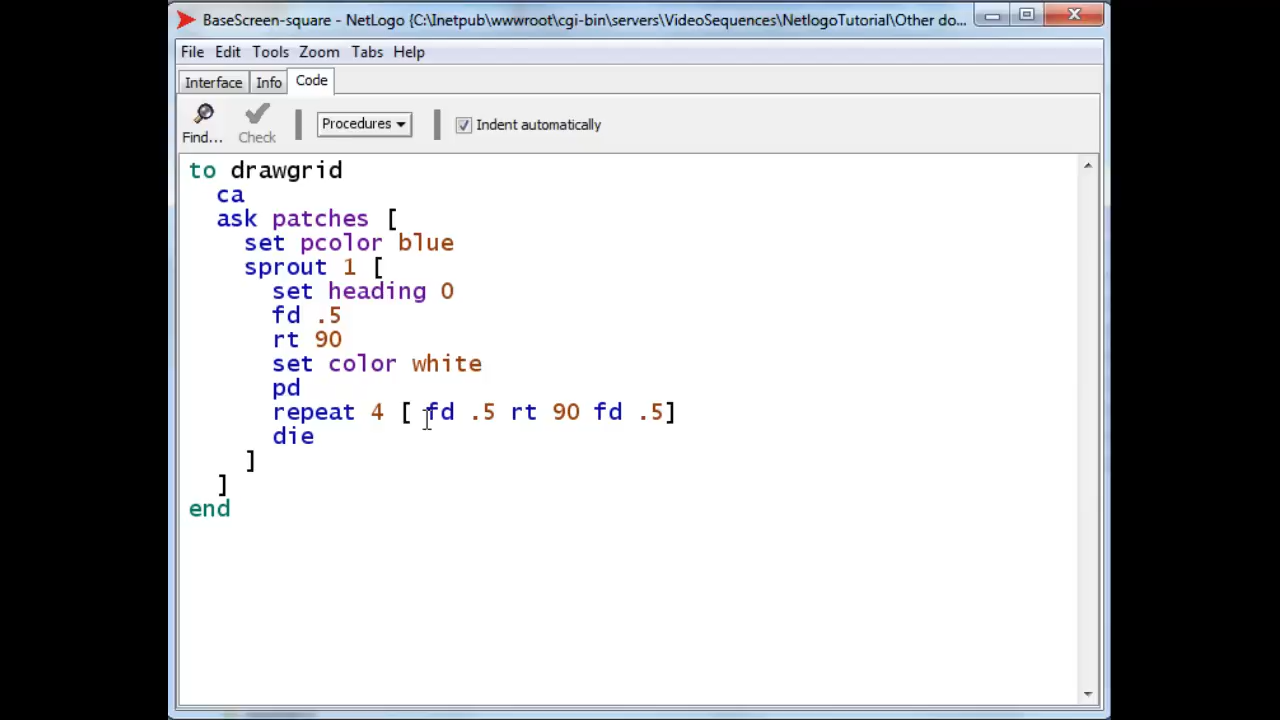 BaseScreen-square - NetLogo {C:\Inetpub\wwwroot\cgi-bin\servers\VideoSequences\NetlogoTutorial\Other do...
File Edit Tools Zoom Tabs Help
Interface Info Code
Find... Check Procedures Indent automatically
to drawgrid
  ca
  ask patches [
    set pcolor blue
    sprout 1 [
      set heading 0
      fd .5
      rt 90
      set color white
      pd
      repeat 4 [ fd .5 rt 90 fd .5]
      die
    ]
  ]
end